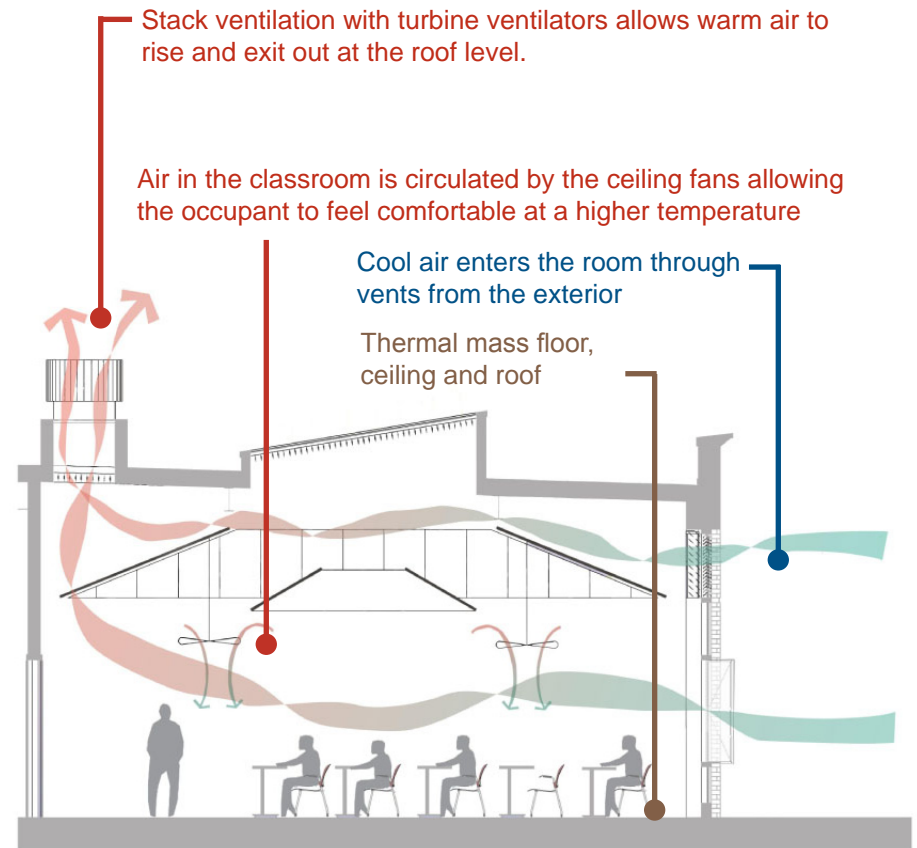 Stack ventilation with turbine ventilators allows warm air to
rise and exit out at the roof level.
Air in the classroom is circulated by the ceiling fans allowing
the occupant to feel comfortable at a higher temperature
Cool air enters the room through
vents from the exterior
Thermal mass floor,
ceiling and roof